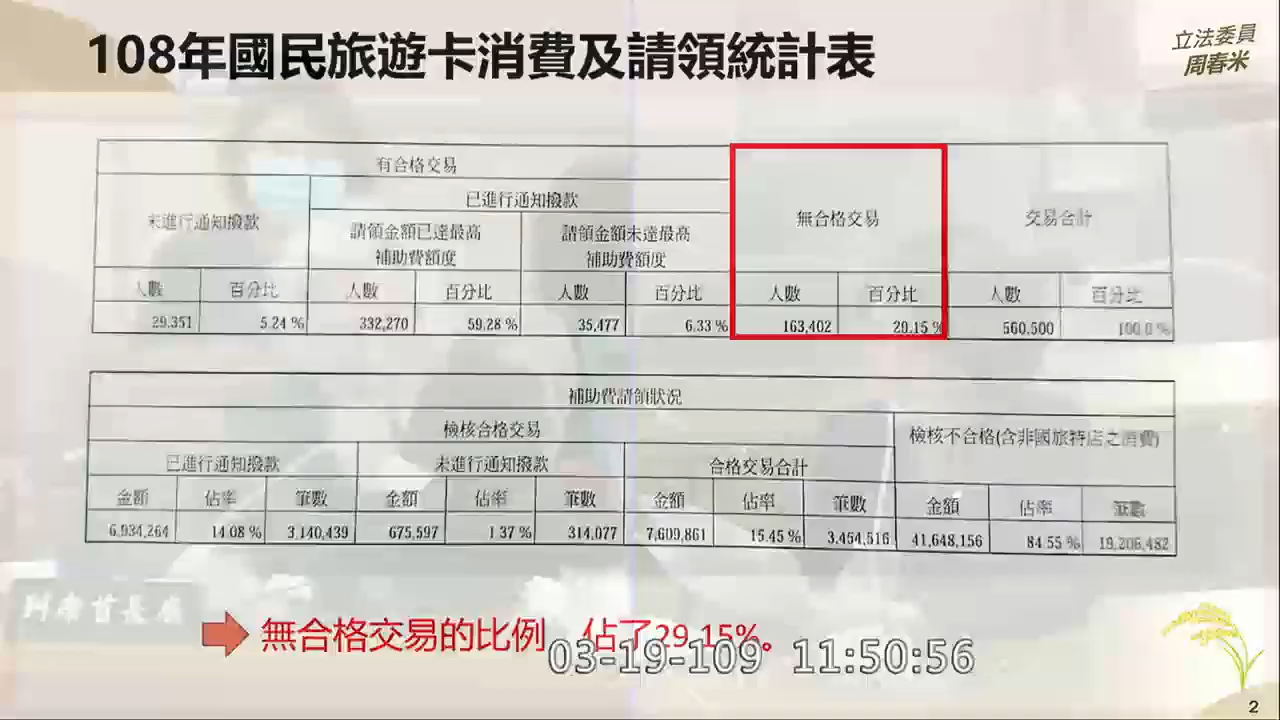 108年國民旅遊卡消費及請領統計表
立法委員
周春米
有合格交易
未進行通知撥款
已進行通知撥款
請領金額已達最高
補助費額度
請領金額未達最高
補助費額度
無合格交易
交易合計
人數 百分比 人數 百分比 人數 百分比 人數 百分比 人數 百分比
29,351 5.24 % 332,270 59.28 % 35,477 6.33 % 163,402 29.15 % 560,500 100.0 %
補助費請領狀況
檢核合格交易
檢核不合格(含非國旅特店之消費)
已進行通知撥款 未進行通知撥款 合格交易合計
金額 佔率 筆數 金額 佔率 筆數 金額 佔率 筆數 金額 佔率 筆數
6,934,264 14.08 % 3,140,439 675,597 1.37 % 314,077 7,609,861 15.45 % 3,454,516 41,648,156 84.55 % 19,206,482
列席首長席
無合格交易的比例，佔了29.15%。
03-19-109 11:50:56
2